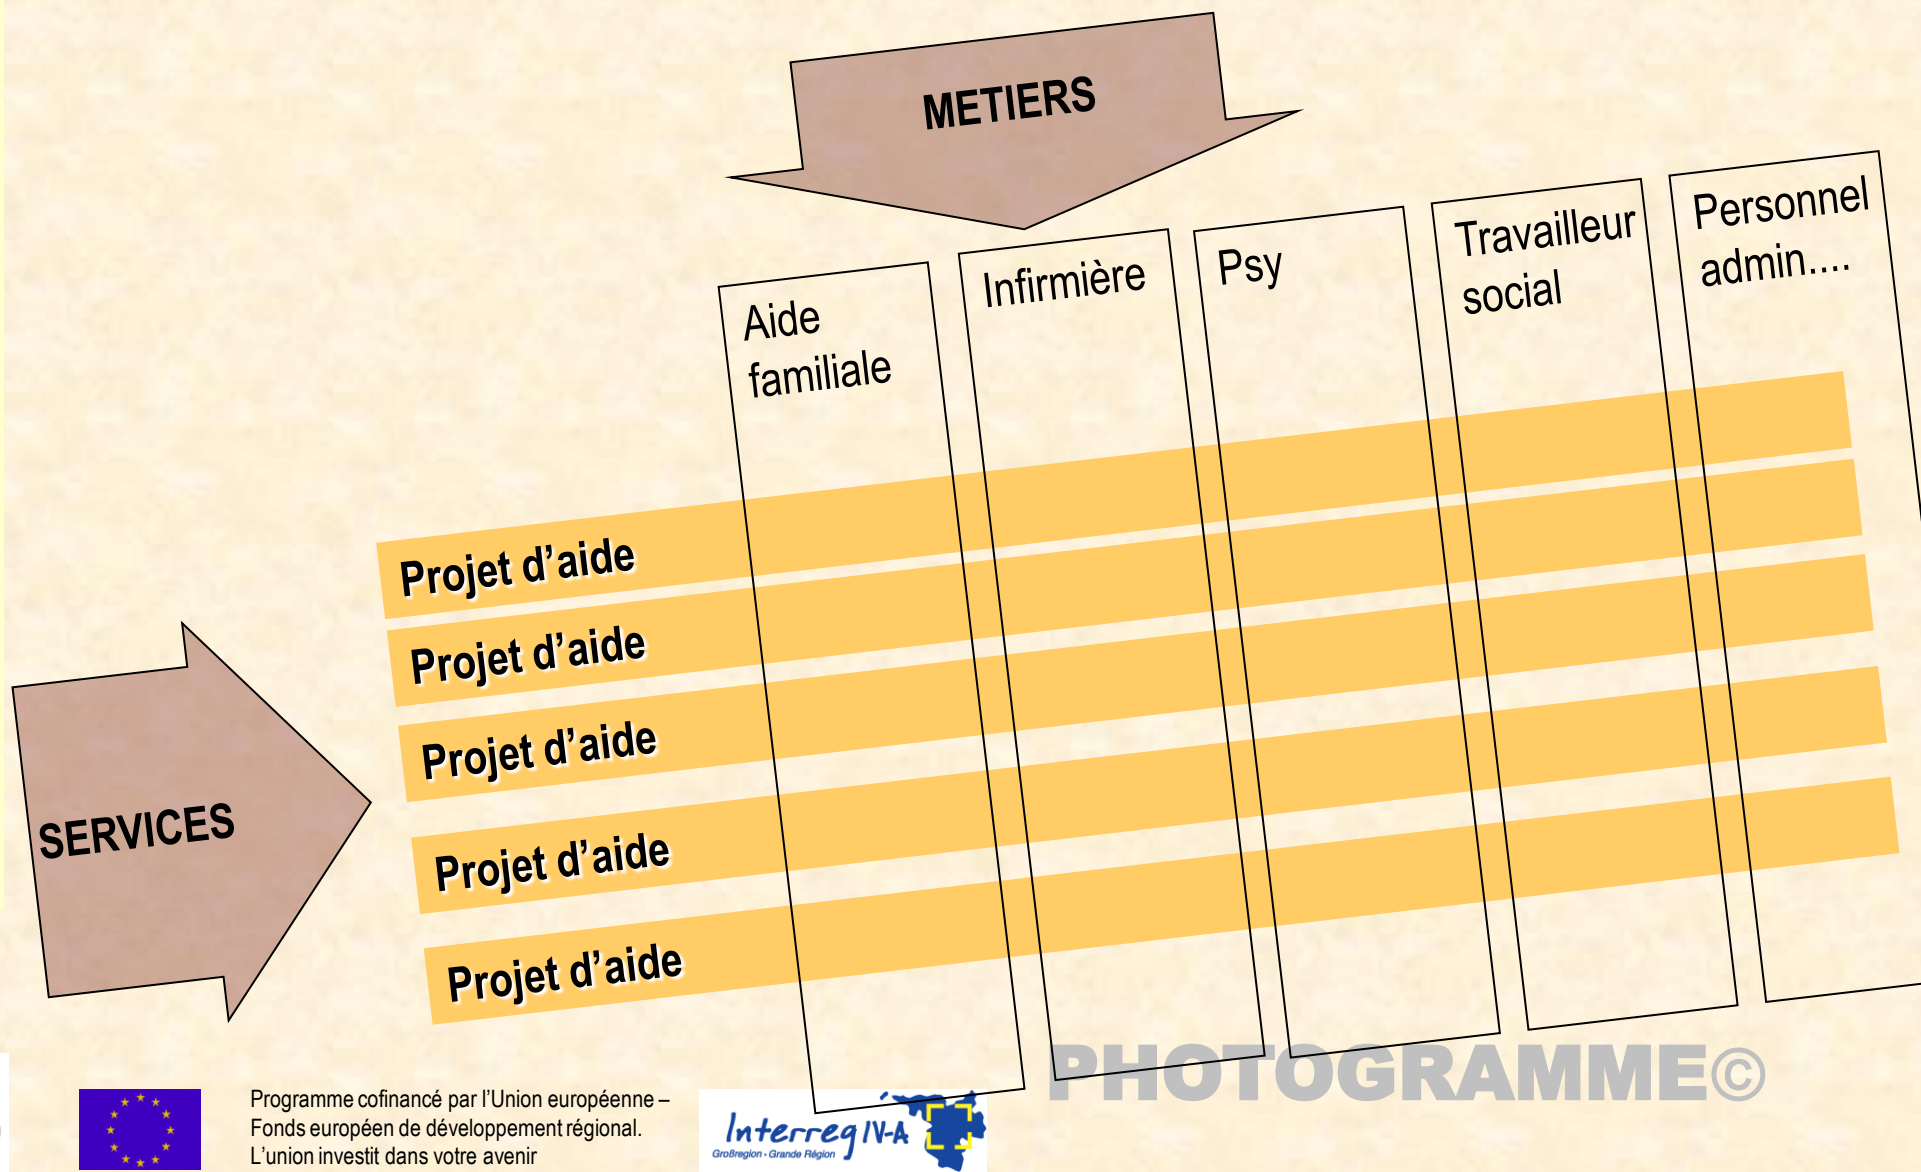 METIERS
Aide
familiale
Infirmière
Psy
Travailleur
social
Personnel
admin....
Projet d’aide
Projet d’aide
Projet d’aide
Projet d’aide
Projet d’aide
SERVICES
PHOTOGRAMME©
Programme cofinancé par l’Union européenne –
Fonds européen de développement régional.
L’union investit dans votre avenir
Interreg IV-A
Großregion · Grande Région